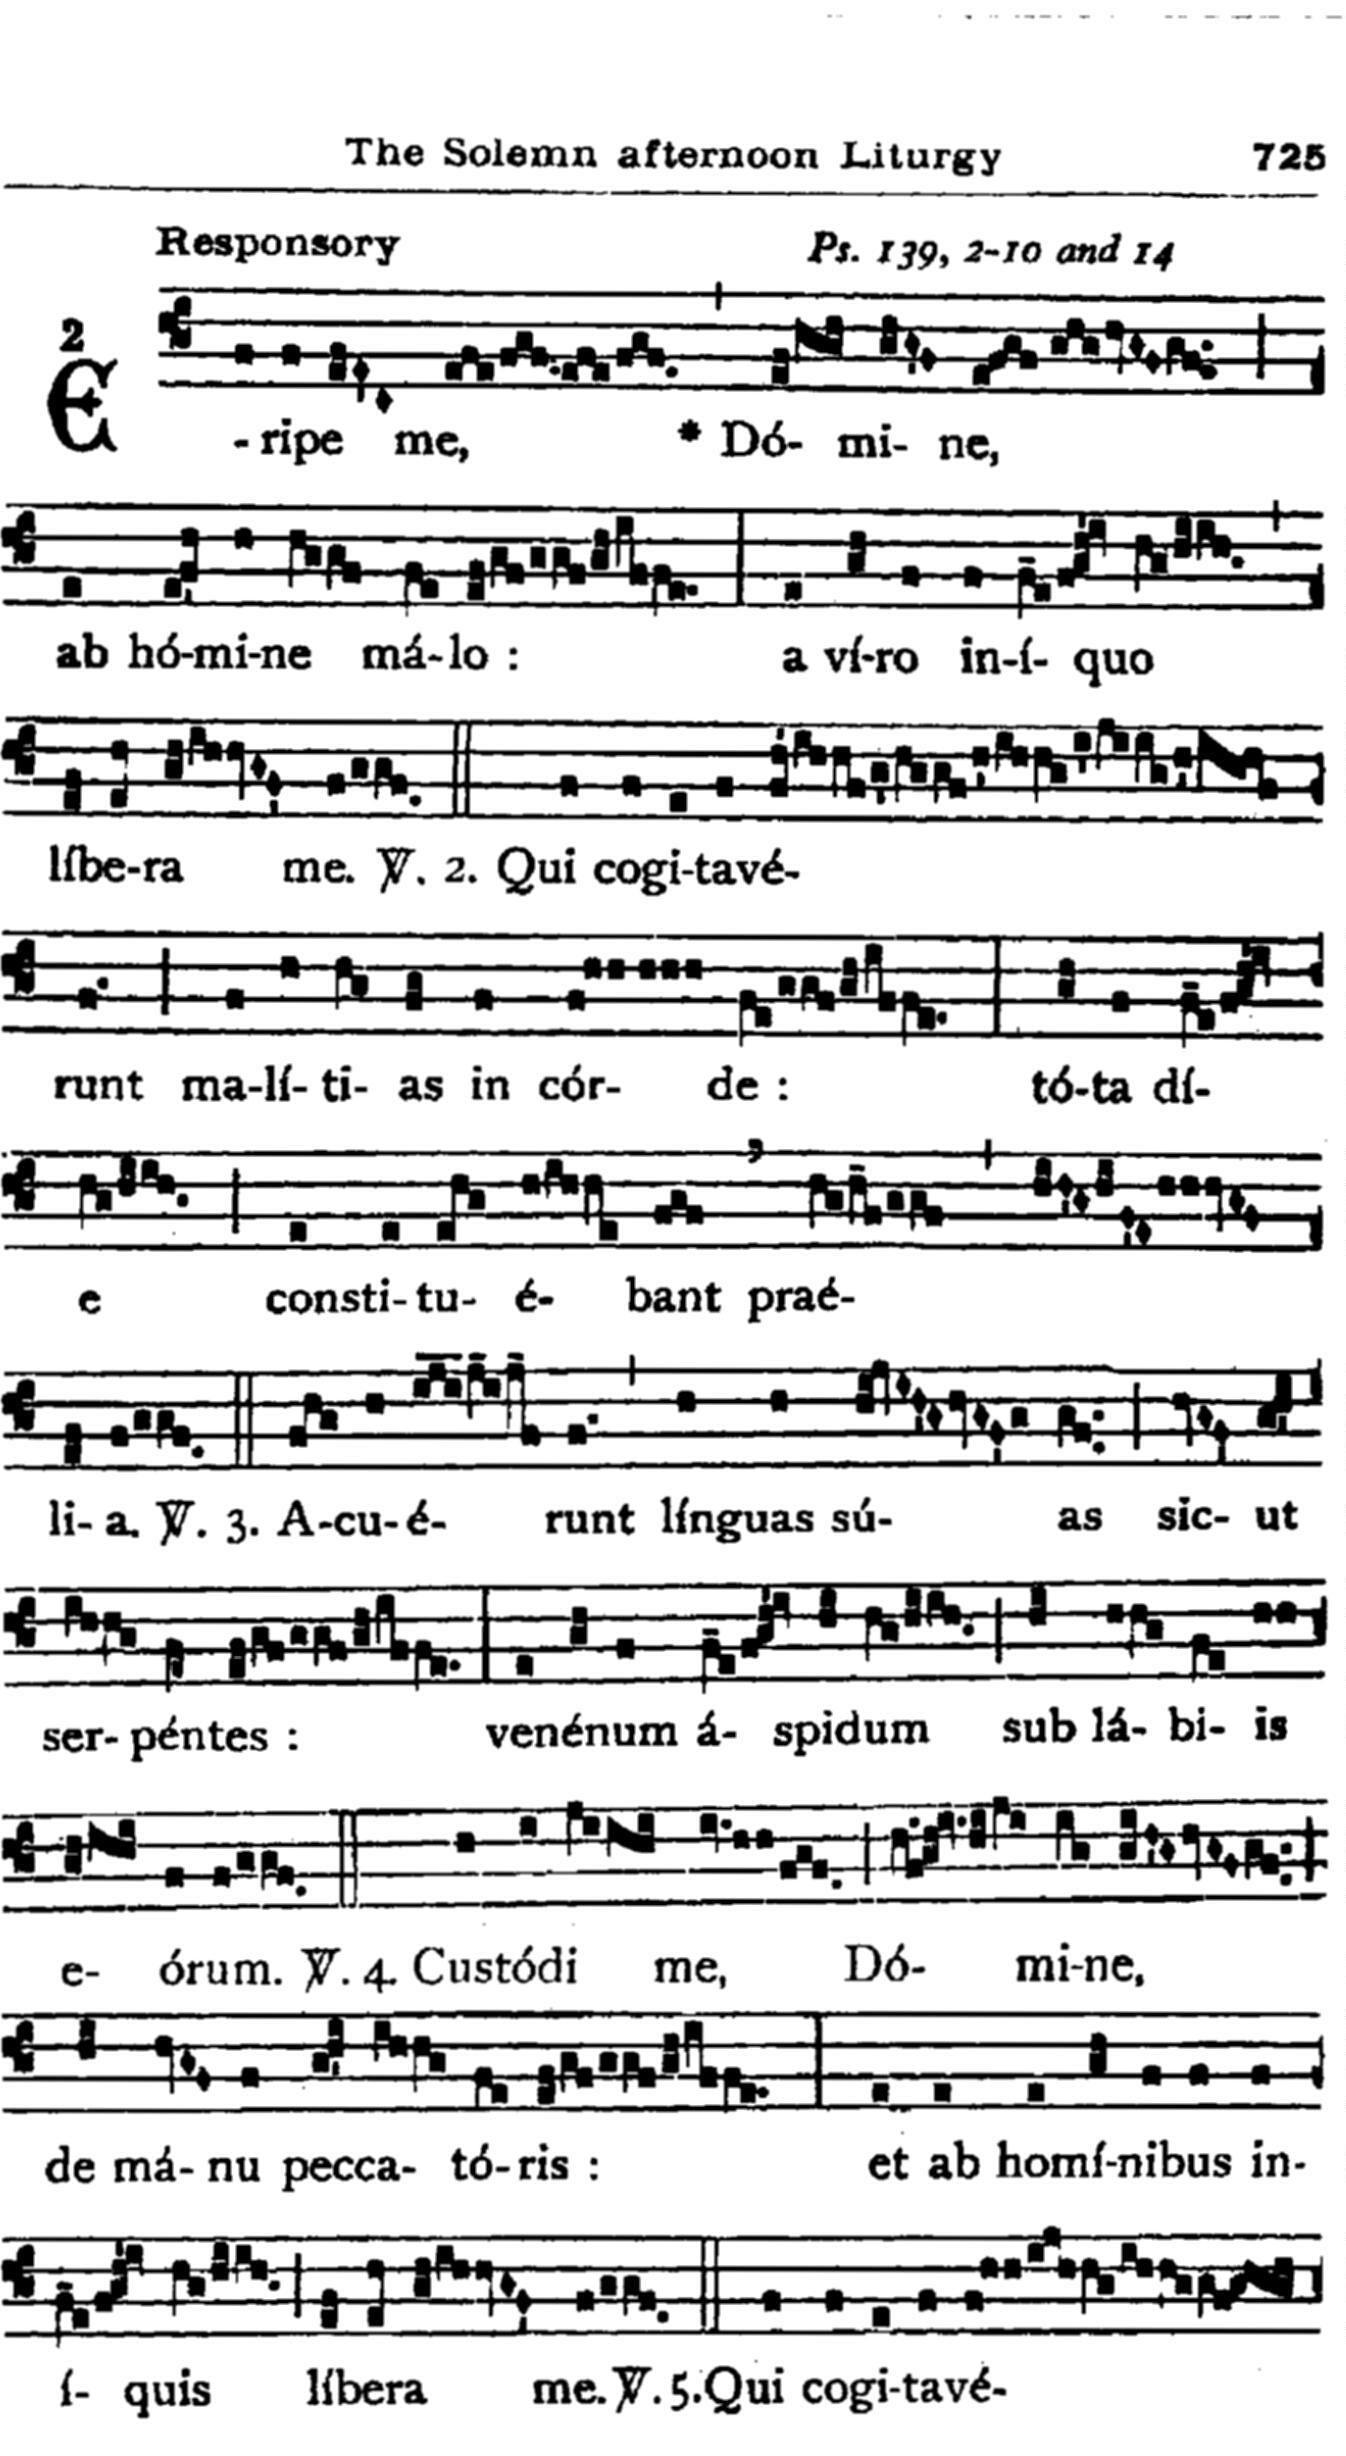 The Solemn afternoon Liturgy 725
Responsory Ps. 139, 2-10 and 14
2
E-ripe me, * Dó- mi- ne,
ab hó-mi-ne má-lo : a ví-ro in-í- quo
líbe-ra me. ℣. 2. Qui cogi-tavé-
runt ma-lí- ti- as in cór- de : tó-ta dí-
e consti-tu- é- bant praé-
li- a. ℣. 3. A-cu-é- runt línguas sú- as sic- ut
ser- péntes : venénum á- spidum sub lá- bi- is
e- órum. ℣. 4. Custódi me, Dó- mi-ne,
de má- nu pecca- tó- ris : et ab homí-nibus in-
í- quis líbera me. ℣. 5. Qui cogi-tavé-